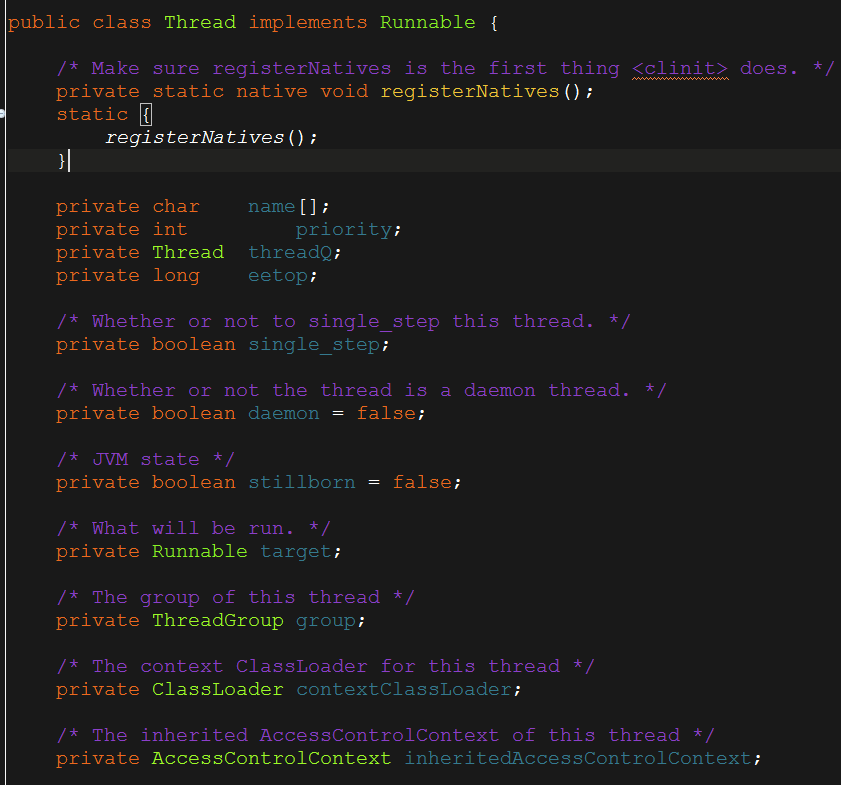 public class Thread implements Runnable {
/* Make sure registerNatives is the first thing <clinit> does. */
private static native void registerNatives();
static {
registerNatives();
}
private char name[];
private int priority;
private Thread threadQ;
private long eetop;
/* Whether or not to single_step this thread. */
private boolean single_step;
/* Whether or not the thread is a daemon thread. */
private boolean daemon = false;
/* JVM state */
private boolean stillborn = false;
/* What will be run. */
private Runnable target;
/* The group of this thread */
private ThreadGroup group;
/* The context ClassLoader for this thread */
private ClassLoader contextClassLoader;
/* The inherited AccessControlContext of this thread */
private AccessControlContext inheritedAccessControlContext;